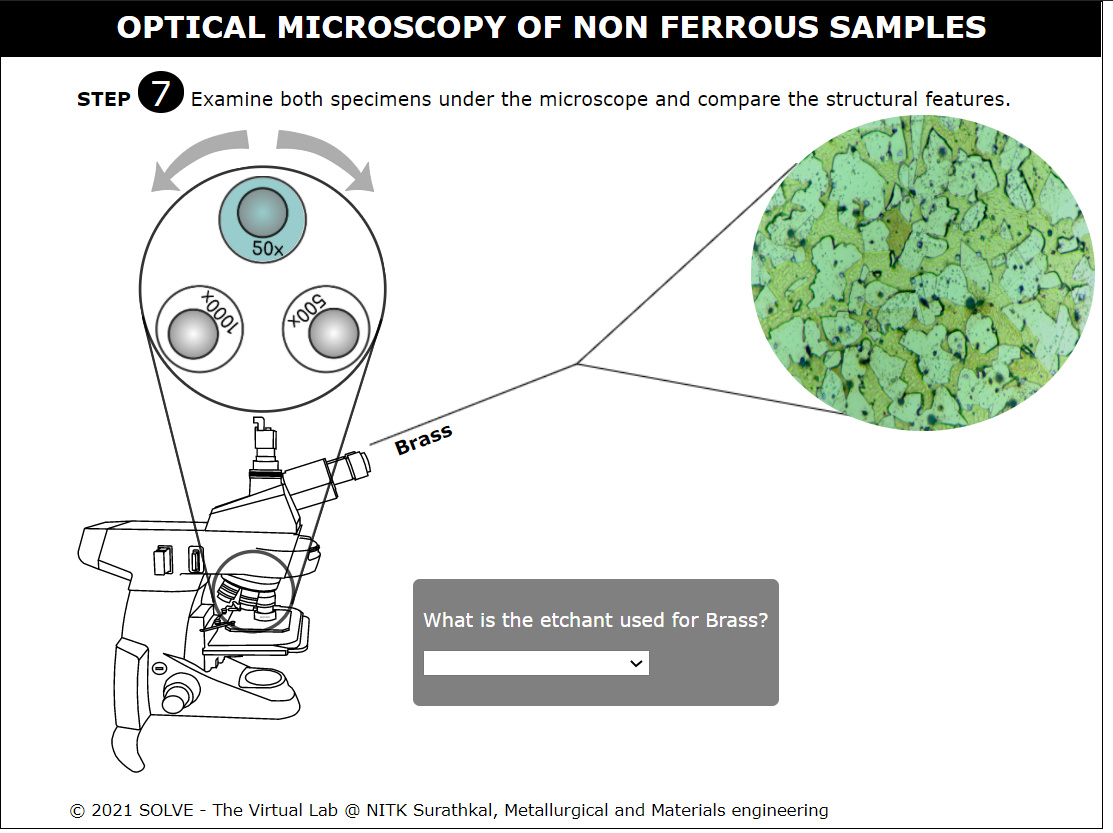 OPTICAL MICROSCOPY OF NON FERROUS SAMPLES
STEP 7 Examine both specimens under the microscope and compare the structural features.
50x
1000x
500x
Brass
What is the etchant used for Brass?
© 2021 SOLVE - The Virtual Lab @ NITK Surathkal, Metallurgical and Materials engineering